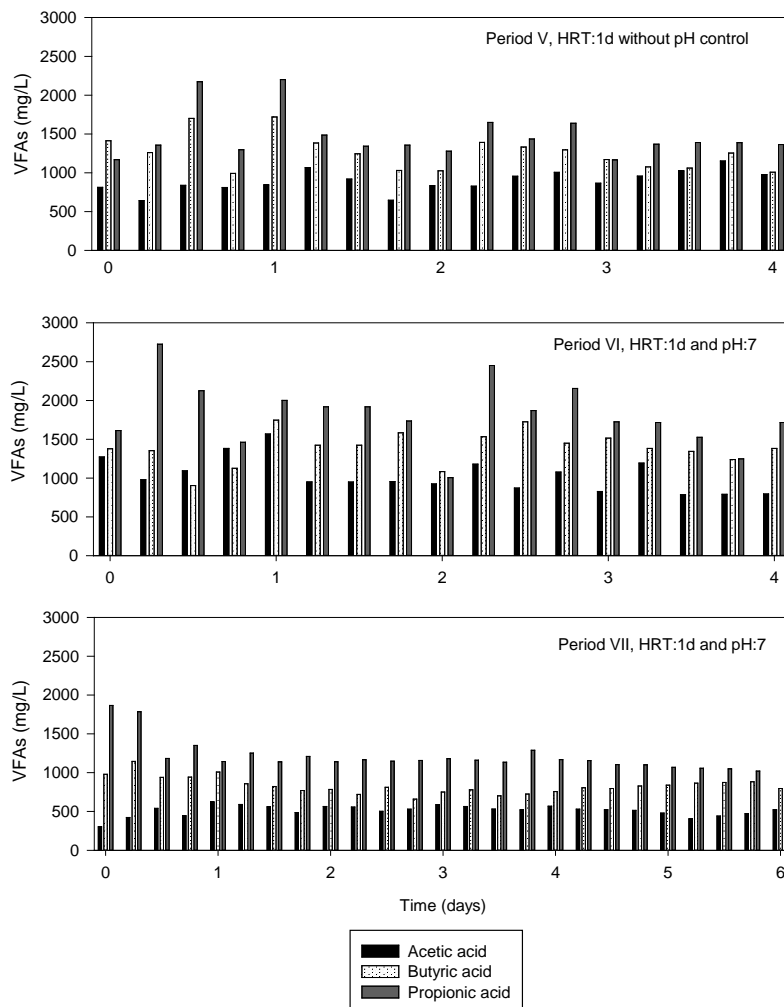 Period V, HRT:1d without pH control
VFAs (mg/L)
3000
2500
2000
1500
1000
500
0
0 1 2 3 4
Period VI, HRT:1d and pH:7
VFAs (mg/L)
3000
2500
2000
1500
1000
500
0
0 1 2 3 4
Period VII, HRT:1d and pH:7
VFAs (mg/L)
3000
2500
2000
1500
1000
500
0
0 1 2 3 4 5 6
Time (days)
Acetic acid
Butyric acid
Propionic acid